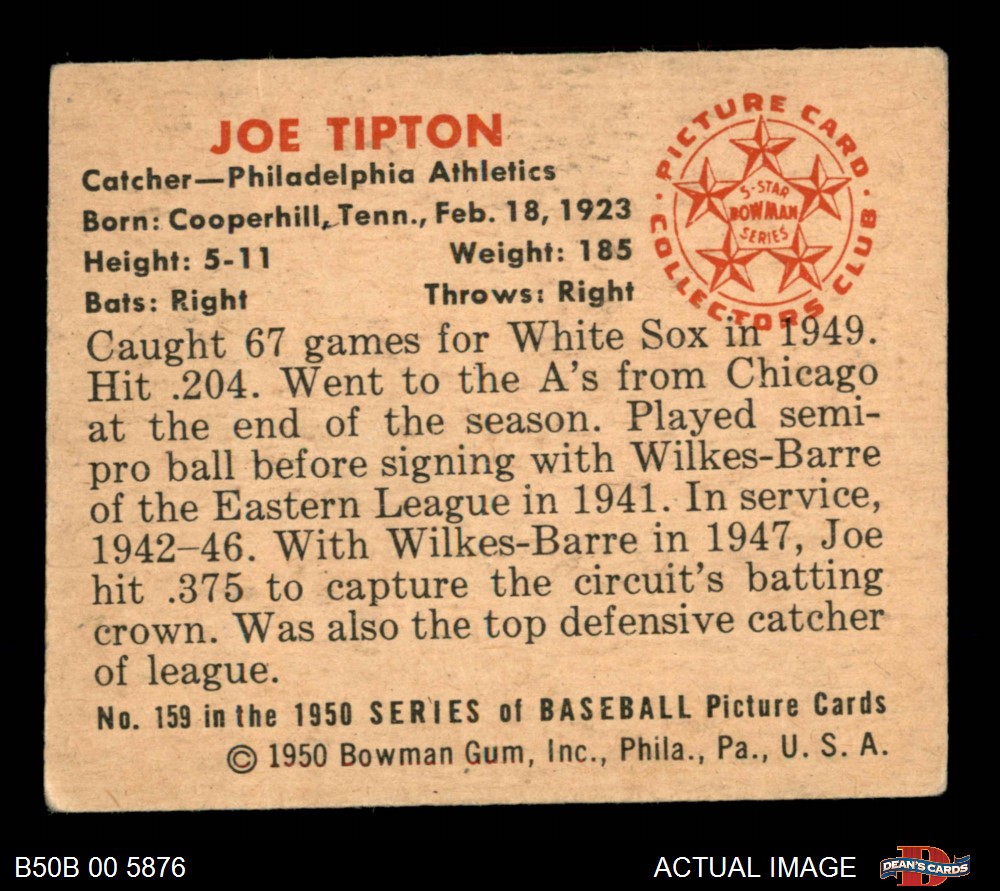 JOE TIPTON
Catcher—Philadelphia Athletics
Born: Cooperhill, Tenn., Feb. 18, 1923
Height: 5-11 Weight: 185
Bats: Right Throws: Right
PICTURE CARD
COLLECTORS CLUB
5-STAR
BOWMAN
SERIES
Caught 67 games for White Sox in 1949.
Hit .204. Went to the A's from Chicago
at the end of the season. Played semi-
pro ball before signing with Wilkes-Barre
of the Eastern League in 1941. In service,
1942–46. With Wilkes-Barre in 1947, Joe
hit .375 to capture the circuit's batting
crown. Was also the top defensive catcher
of league.
No. 159 in the 1950 SERIES of BASEBALL Picture Cards
© 1950 Bowman Gum, Inc., Phila., Pa., U. S. A.
B50B 00 5876
ACTUAL IMAGE
D
DEAN'S CARDS